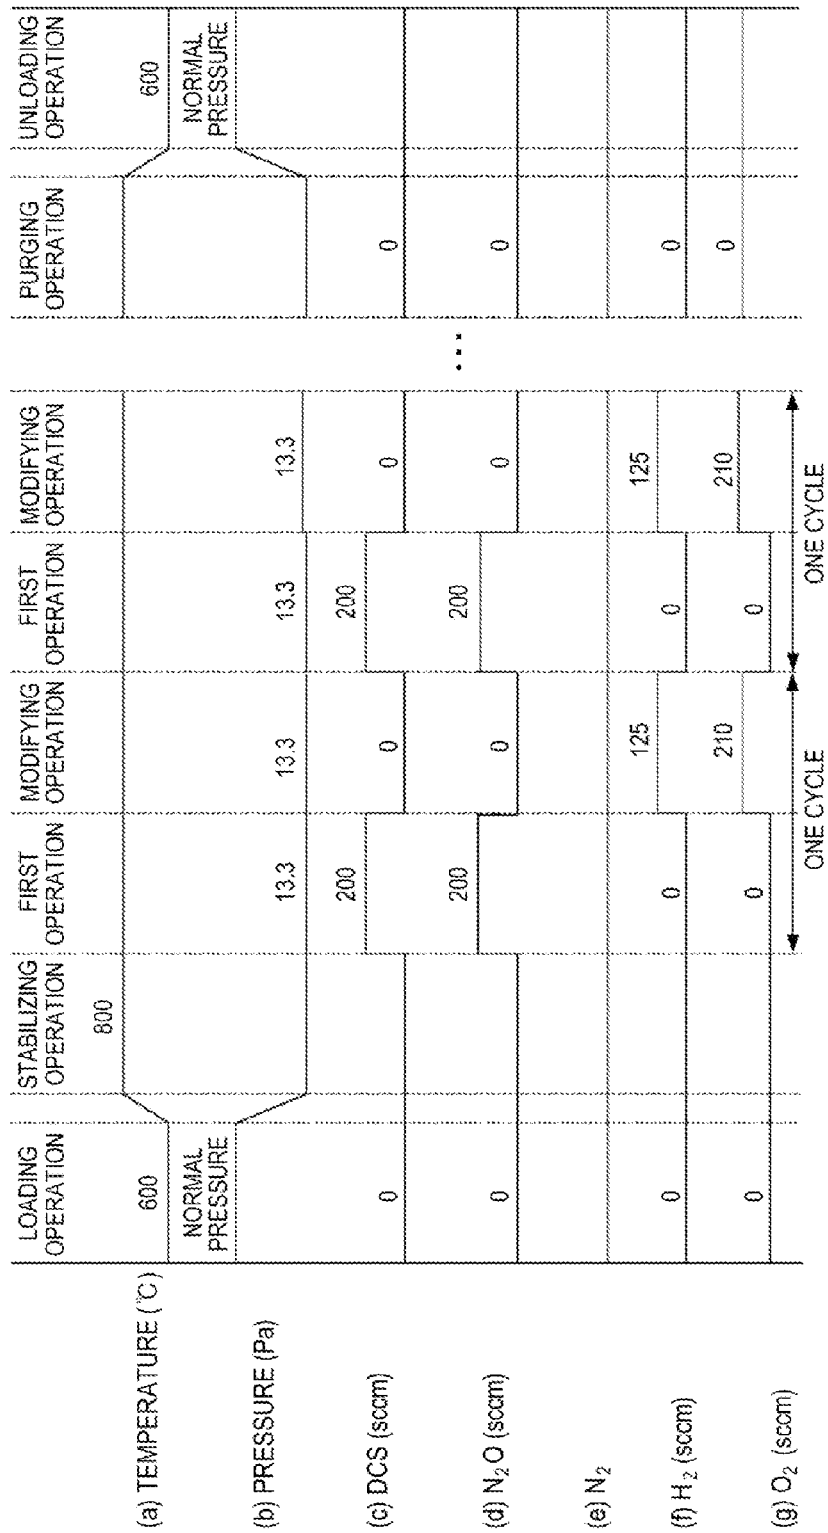 LOADING
OPERATION
STABILIZING
OPERATION
FIRST
OPERATION
MODIFYING
OPERATION
FIRST
OPERATION
MODIFYING
OPERATION
PURGING
OPERATION
UNLOADING
OPERATION
(a) TEMPERATURE (℃)
600
800
600
NORMAL
PRESSURE
NORMAL
PRESSURE
(b) PRESSURE (Pa)
13.3
13.3
13.3
13.3
(c) DCS (sccm)
0
200
0
200
0
0
...
(d) N₂O (sccm)
0
200
0
200
0
0
(e) N₂
(f) H₂ (sccm)
0
0
125
0
125
0
(g) O₂ (sccm)
0
0
210
0
210
0
ONE CYCLE
ONE CYCLE